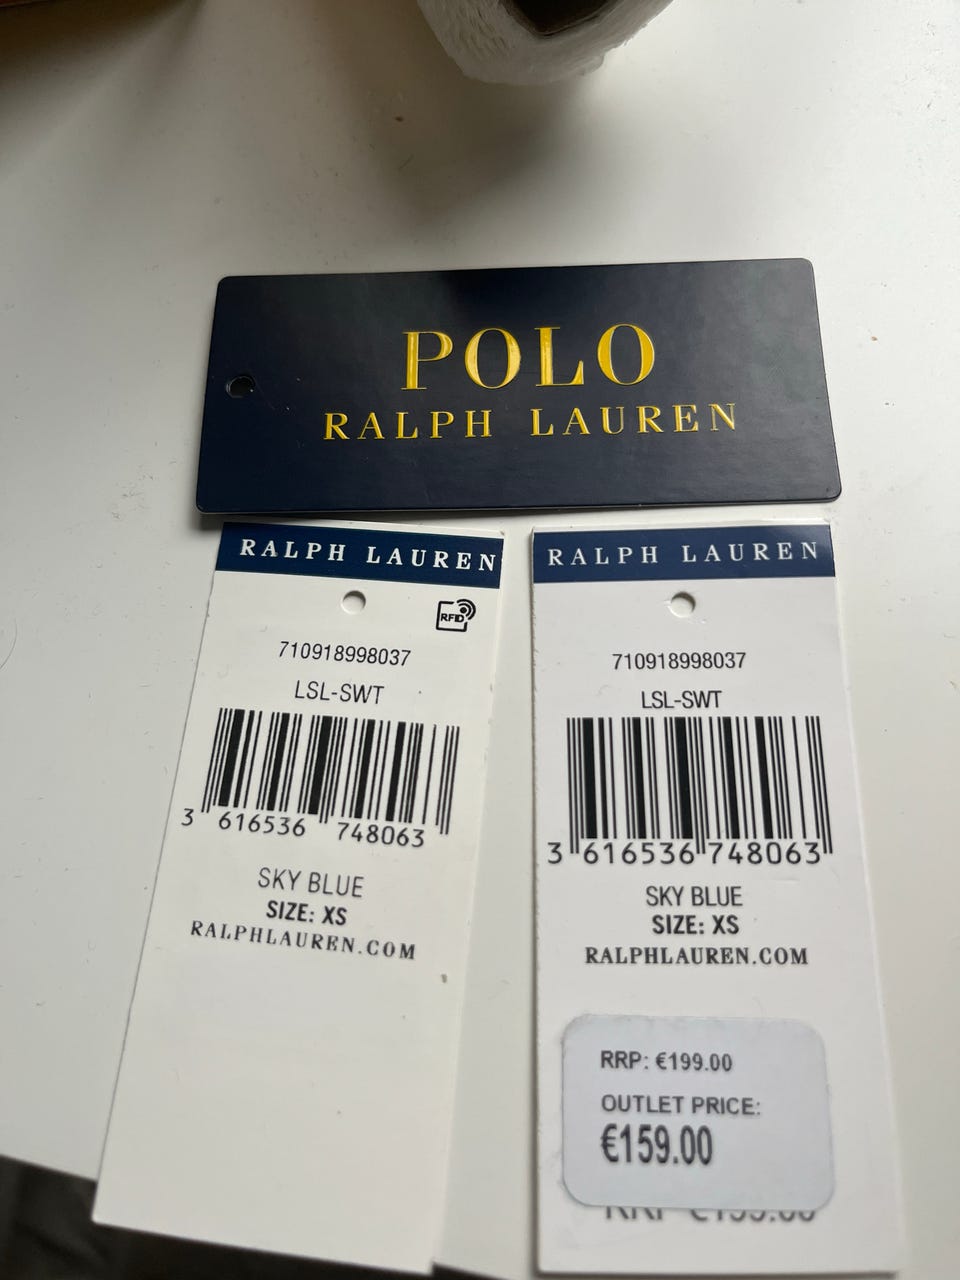 POLO
RALPH LAUREN
RALPH LAUREN
RFID
710918998037
LSL-SWT
3 616536 748063
SKY BLUE
SIZE: XS
RALPHLAUREN.COM
RALPH LAUREN
710918998037
LSL-SWT
3 616536 748063
SKY BLUE
SIZE: XS
RALPHLAUREN.COM
RRP: €199.00
OUTLET PRICE:
€159.00